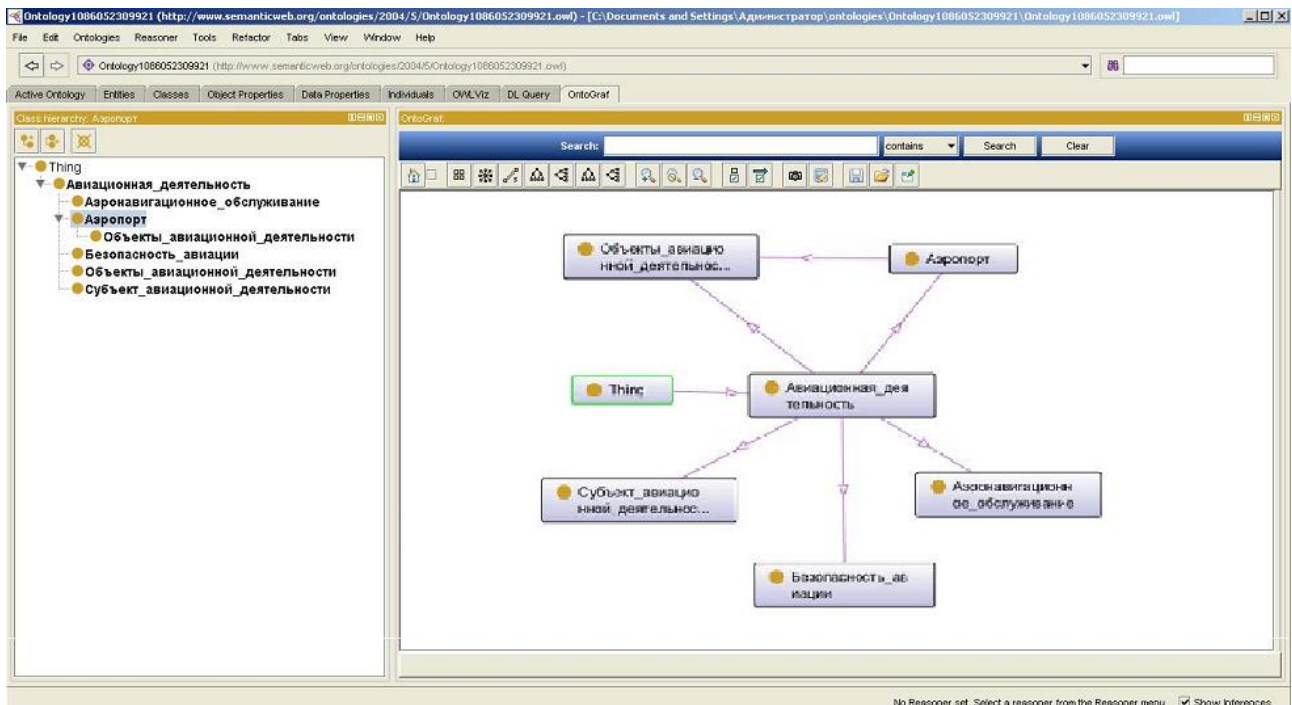 Ontology1086052309921 (http://www.semanticweb.org/ontologies/2004/5/Ontology1086052309921.owl) - [C:\Documents and Settings\Администратор\ontologies\Ontology1086052309921\Ontology1086052309921.owl]
File Edit Ontologies Reasoner Tools Refactor Tabs View Window Help
Ontology1086052309921 (http://www.semanticweb.org/ontologies/2004/5/Ontology1086052309921.owl)
Active Ontology Entities Classes Object Properties Data Properties Individuals OWLViz DL Query OntoGraf
Class hierarchy: Аэропорт
OntoGraf:
Search: contains Search Clear
Thing
Авиационная_деятельность
Аэронавигационное_обслуживание
Аэропорт
Объекты_авиационной_деятельности
Безопасность_авиации
Объекты_авиационной_деятельности
Субъект_авиационной_деятельности
Объекты_авиацио
нной_деятельнос...
Аэропорт
Thing
Авиационная_дея
тельность
Субъект_авиацио
нной_деятельнос...
Аэронавигационн
ое_обслуживание
Безопасность_ав
иации
No Reasoner set. Select a reasoner from the Reasoner menu Show Inferences